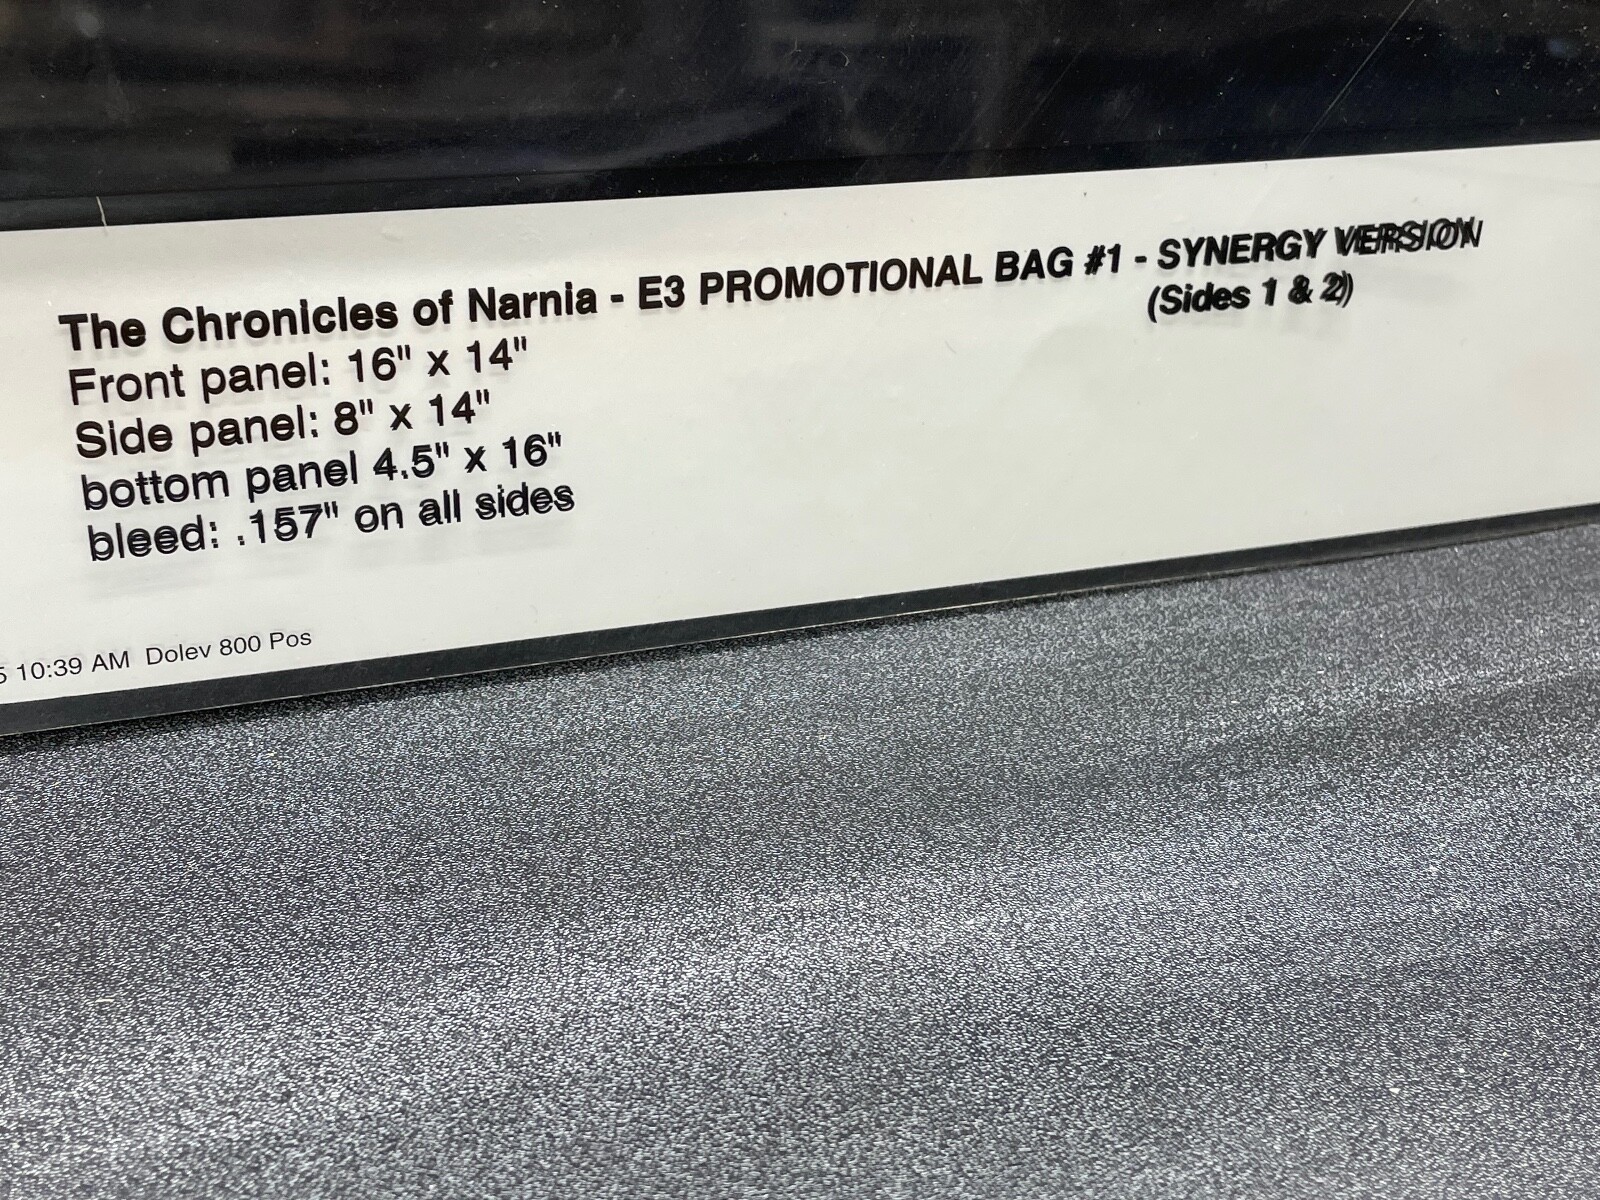 The Chronicles of Narnia - E3 PROMOTIONAL BAG #1 - SYNERGY VERSION
(Sides 1 & 2)
Front panel: 16" x 14"
Side panel: 8" x 14"
bottom panel 4.5" x 16"
bleed: .157" on all sides
5 10:39 AM Dolev 800 Pos